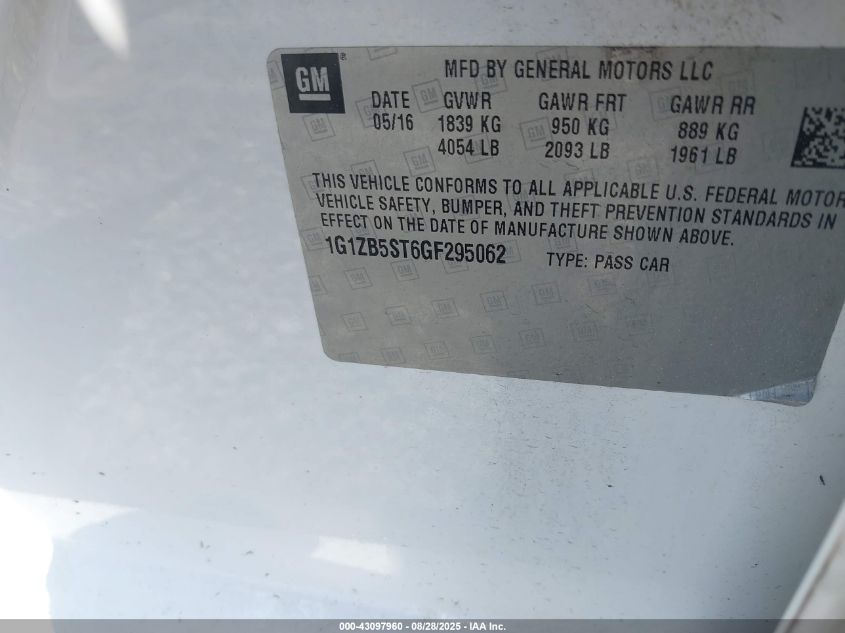 GM®
MFD BY GENERAL MOTORS LLC
DATE GVWR GAWR FRT GAWR RR
05/16 1839 KG 950 KG 889 KG
4054 LB 2093 LB 1961 LB
THIS VEHICLE CONFORMS TO ALL APPLICABLE U.S. FEDERAL MOTOR
VEHICLE SAFETY, BUMPER, AND THEFT PREVENTION STANDARDS IN
EFFECT ON THE DATE OF MANUFACTURE SHOWN ABOVE.
1G1ZB5ST6GF295062 TYPE: PASS CAR
000-43097960 - 08/28/2025 - IAA Inc.